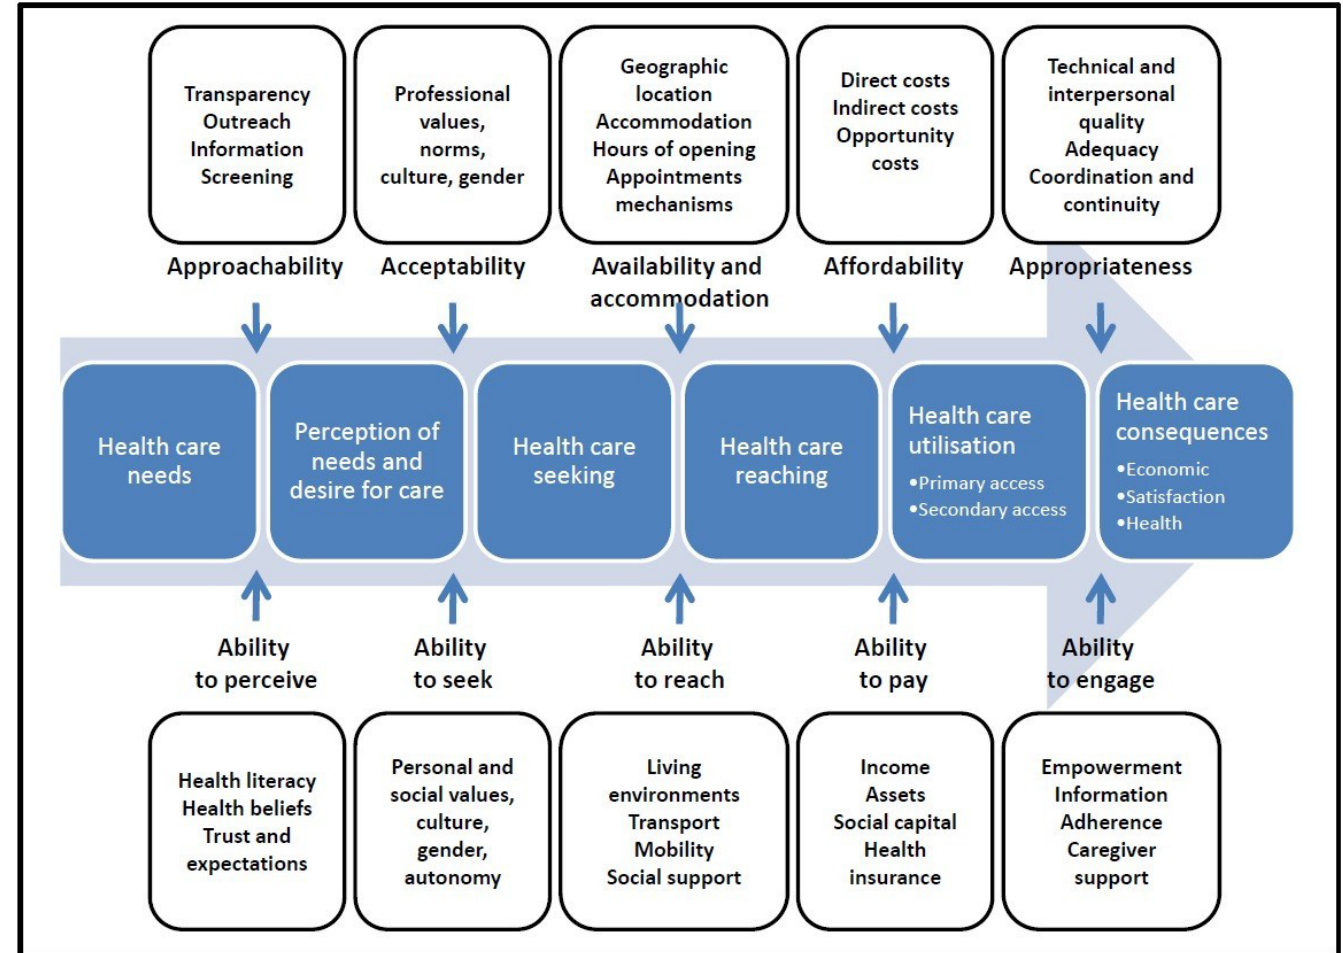 Transparency
Outreach
Information
Screening
Professional
values,
norms,
culture, gender
Geographic
location
Accommodation
Hours of opening
Appointments
mechanisms
Direct costs
Indirect costs
Opportunity
costs
Technical and
interpersonal
quality
Adequacy
Coordination and
continuity
Approachability
Acceptability
Availability and
accommodation
Affordability
Appropriateness
Health care
needs
Perception of
needs and
desire for care
Health care
seeking
Health care
reaching
Health care
utilisation
•Primary access
•Secondary access
Health care
consequences
•Economic
•Satisfaction
•Health
Ability
to perceive
Ability
to seek
Ability
to reach
Ability
to pay
Ability
to engage
Health literacy
Health beliefs
Trust and
expectations
Personal and
social values,
culture,
gender,
autonomy
Living
environments
Transport
Mobility
Social support
Income
Assets
Social capital
Health
insurance
Empowerment
Information
Adherence
Caregiver
support